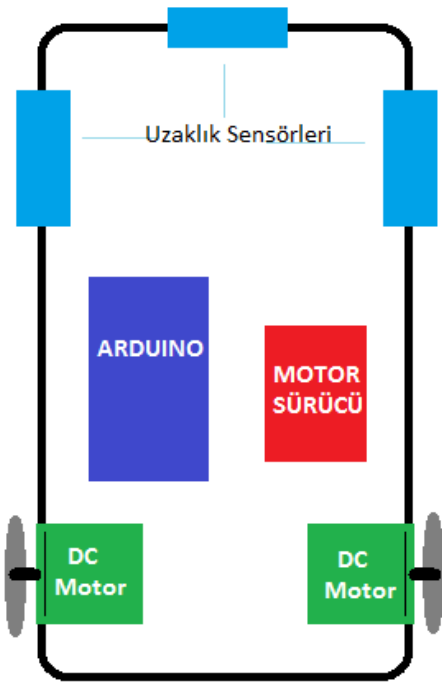 Uzaklık Sensörleri
ARDUINO
MOTOR
SÜRÜCÜ
DC
Motor
DC
Motor